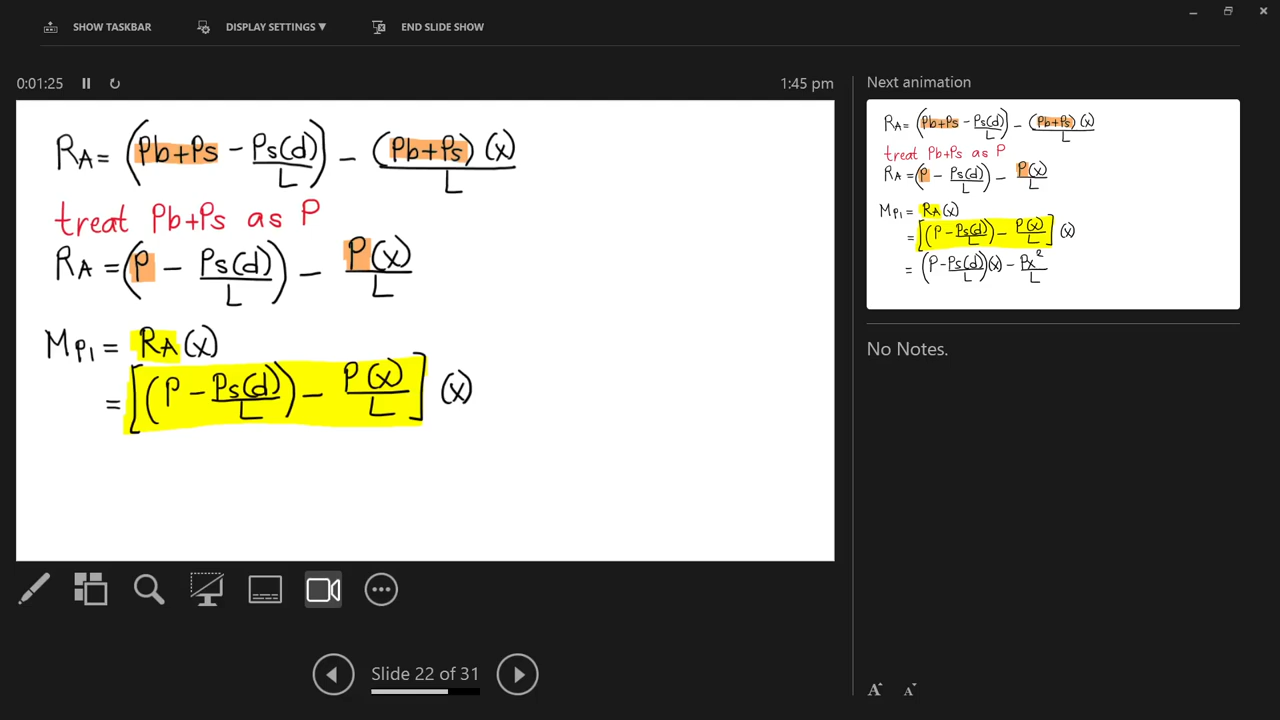 SHOW TASKBAR DISPLAY SETTINGS ▼ END SLIDE SHOW
0:01:25 1:45 pm
RA = (Pb+Ps - Ps(d)/L) - (Pb+Ps)(x)/L
treat Pb+Ps as P
RA = (P - Ps(d)/L) - P(x)/L
MP1 = RA(x)
= [(P - Ps(d)/L) - P(x)/L] (x)
Slide 22 of 31
Next animation
RA = (Pb+Ps - Ps(d)/L) - (Pb+Ps)(x)/L
treat Pb+Ps as P
RA = (P - Ps(d)/L) - P(x)/L
MP1 = RA(x)
= [(P - Ps(d)/L) - P(x)/L] (x)
= (P - Ps(d)/L)(x) - Px²/L
No Notes.
A A